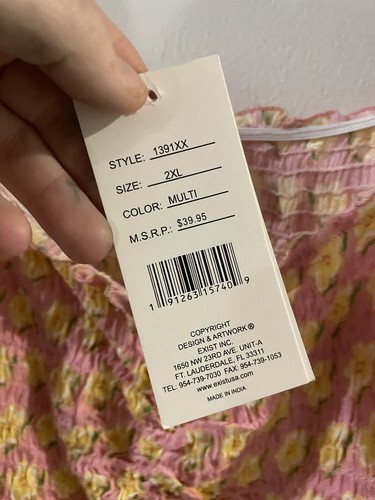 STYLE: 1391XX
SIZE: 2XL
COLOR: MULTI
M.S.R.P.: $39.95
1 91263 15740 9
COPYRIGHT
DESIGN & ARTWORK ®
EXIST INC.
1650 NW 23RD AVE. UNIT-A
FT. LAUDERDALE, FL 33311
TEL: 954-739-7030 FAX: 954-739-1053
www.existusa.com
MADE IN INDIA